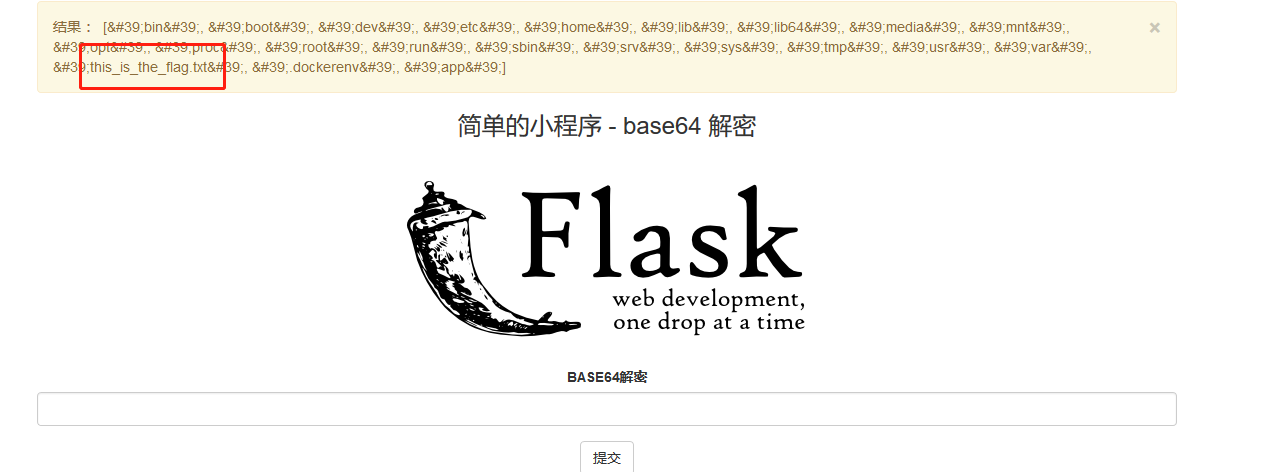 结果： [&#39;bin&#39;, &#39;boot&#39;, &#39;dev&#39;, &#39;etc&#39;, &#39;home&#39;, &#39;lib&#39;, &#39;lib64&#39;, &#39;media&#39;, &#39;mnt&#39;,
&#39;opt&#39;, &#39;proc&#39;, &#39;root&#39;, &#39;run&#39;, &#39;sbin&#39;, &#39;srv&#39;, &#39;sys&#39;, &#39;tmp&#39;, &#39;usr&#39;, &#39;var&#39;,
&#39;this_is_the_flag.txt&#39;, &#39;.dockerenv&#39;, &#39;app&#39;]
×
简单的小程序 - base64 解密
Flask
web development,
one drop at a time
BASE64解密
提交